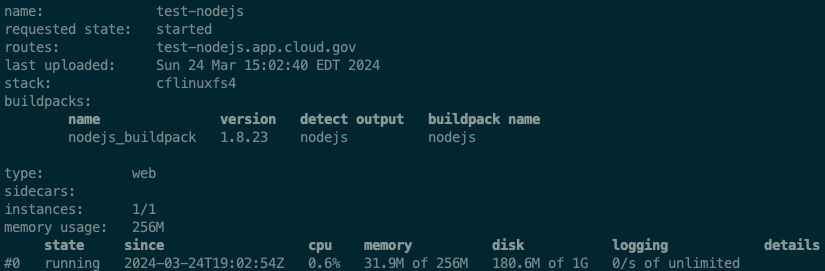 name:              test-nodejs
requested state:   started
routes:            test-nodejs.app.cloud.gov
last uploaded:     Sun 24 Mar 15:02:40 EDT 2024
stack:             cflinuxfs4
buildpacks:
        name               version   detect output   buildpack name
        nodejs_buildpack   1.8.23    nodejs          nodejs

type:           web
sidecars:
instances:      1/1
memory usage:   256M
     state     since                  cpu    memory          disk           logging            details
#0   running   2024-03-24T19:02:54Z   0.6%   31.9M of 256M   180.6M of 1G   0/s of unlimited